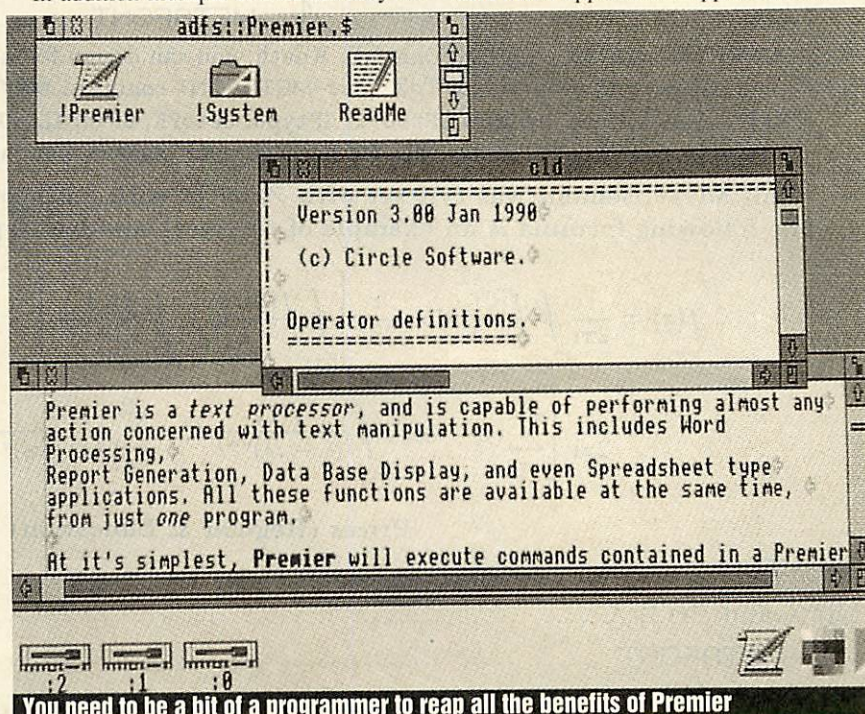 adfs::Premier.$
!Premier !System ReadMe
old
! ==========================================
Version 3.00 Jan 1990
!
! (c) Circle Software.
!
!
! Operator definitions.
! ====================
Premier is a text processor, and is capable of performing almost any
action concerned with text manipulation. This includes Word
Processing,
Report Generation, Data Base Display, and even Spreadsheet type
applications. All these functions are available at the same time,
from just one program.
At it's simplest, Premier will execute commands contained in a Premier
:2 :1 :0
You need to be a bit of a programmer to reap all the benefits of Premier